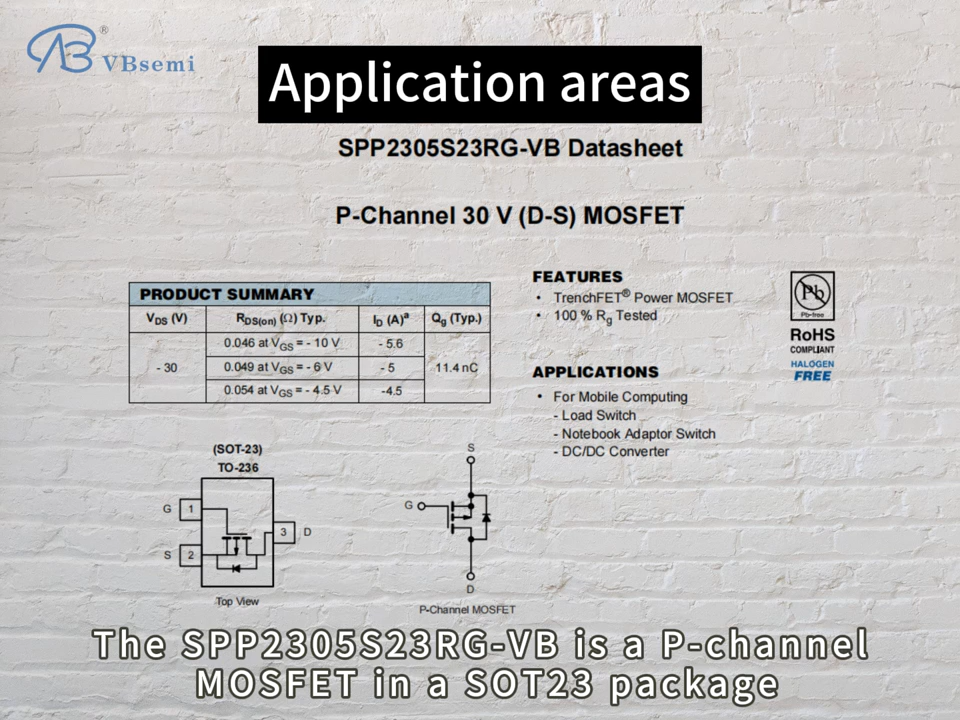 VBsemi ®
Application areas
SPP2305S23RG-VB Datasheet
P-Channel 30 V (D-S) MOSFET
PRODUCT SUMMARY
VDS (V) RDS(on) (Ω) Typ. ID (A)a Qg (Typ.)
- 30 0.046 at VGS = - 10 V - 5.6 11.4 nC
0.049 at VGS = - 6 V - 5
0.054 at VGS = - 4.5 V -4.5
FEATURES
• TrenchFET® Power MOSFET
• 100 % Rg Tested
Pb
Pb-free
RoHS
COMPLIANT
HALOGEN
FREE
APPLICATIONS
• For Mobile Computing
- Load Switch
- Notebook Adaptor Switch
- DC/DC Converter
(SOT-23)
TO-236
G 1
3 D
S 2
Top View
S
G
D
P-Channel MOSFET
The SPP2305S23RG-VB is a P-channel
MOSFET in a SOT23 package